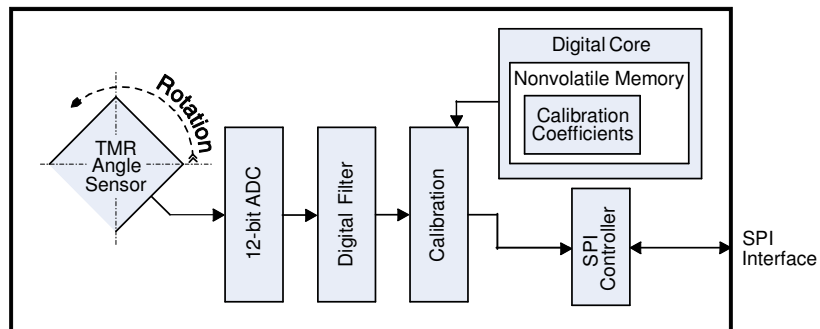 Digital Core
Nonvolatile Memory
Calibration
Coefficients
Rotation
TMR
Angle
Sensor
12-bit ADC
Digital Filter
Calibration
SPI
Controller
SPI
Interface